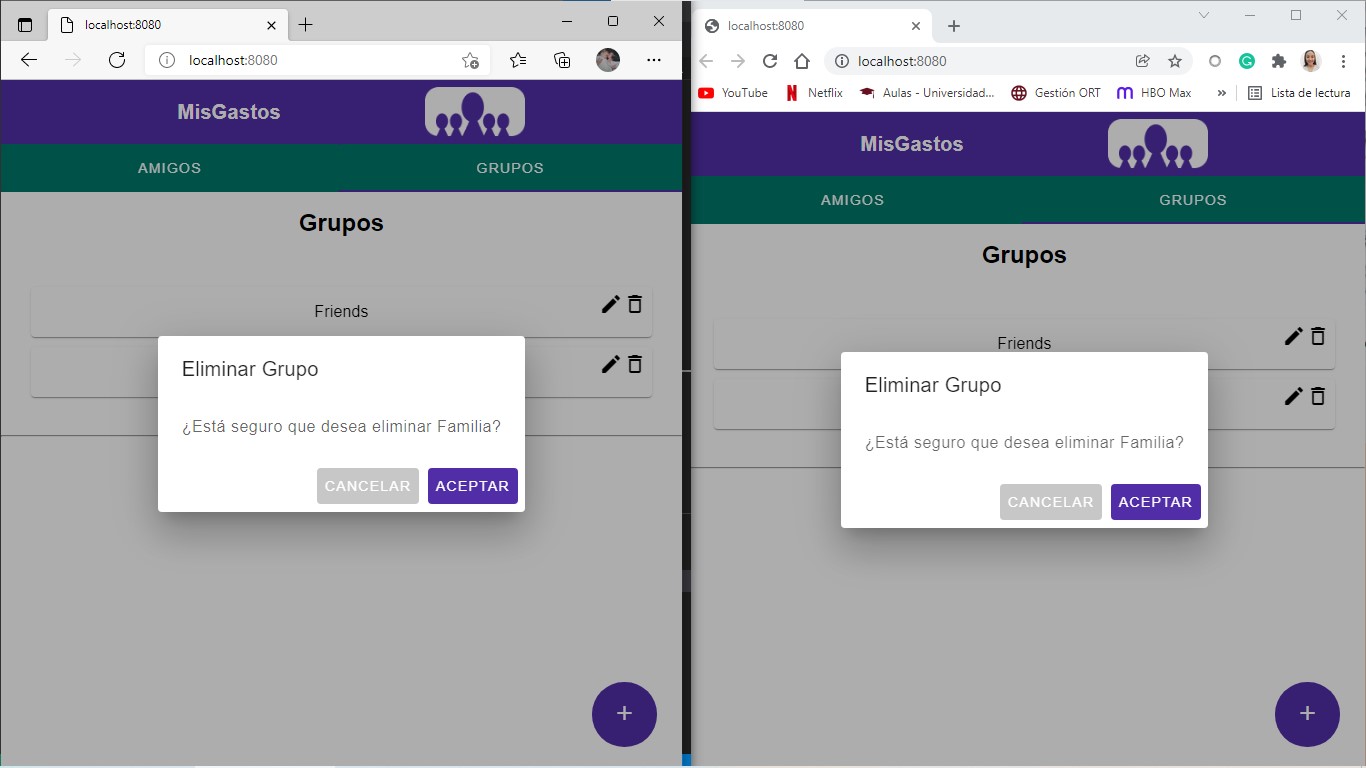 localhost:8080
localhost:8080
MisGastos
AMIGOS
GRUPOS
Grupos
Friends
Eliminar Grupo
¿Está seguro que desea eliminar Familia?
CANCELAR
ACEPTAR
+
localhost:8080
localhost:8080
YouTube
Netflix
Aulas - Universidad...
Gestión ORT
HBO Max
»
Lista de lectura
MisGastos
AMIGOS
GRUPOS
Grupos
Friends
Eliminar Grupo
¿Está seguro que desea eliminar Familia?
CANCELAR
ACEPTAR
+